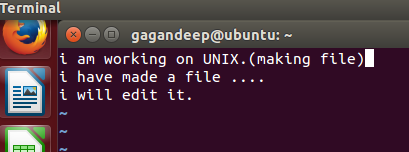 Terminal
gagandeep@ubuntu: ~
i am working on UNIX.(making file)
i have made a file ....
i will edit it.
~
~
~